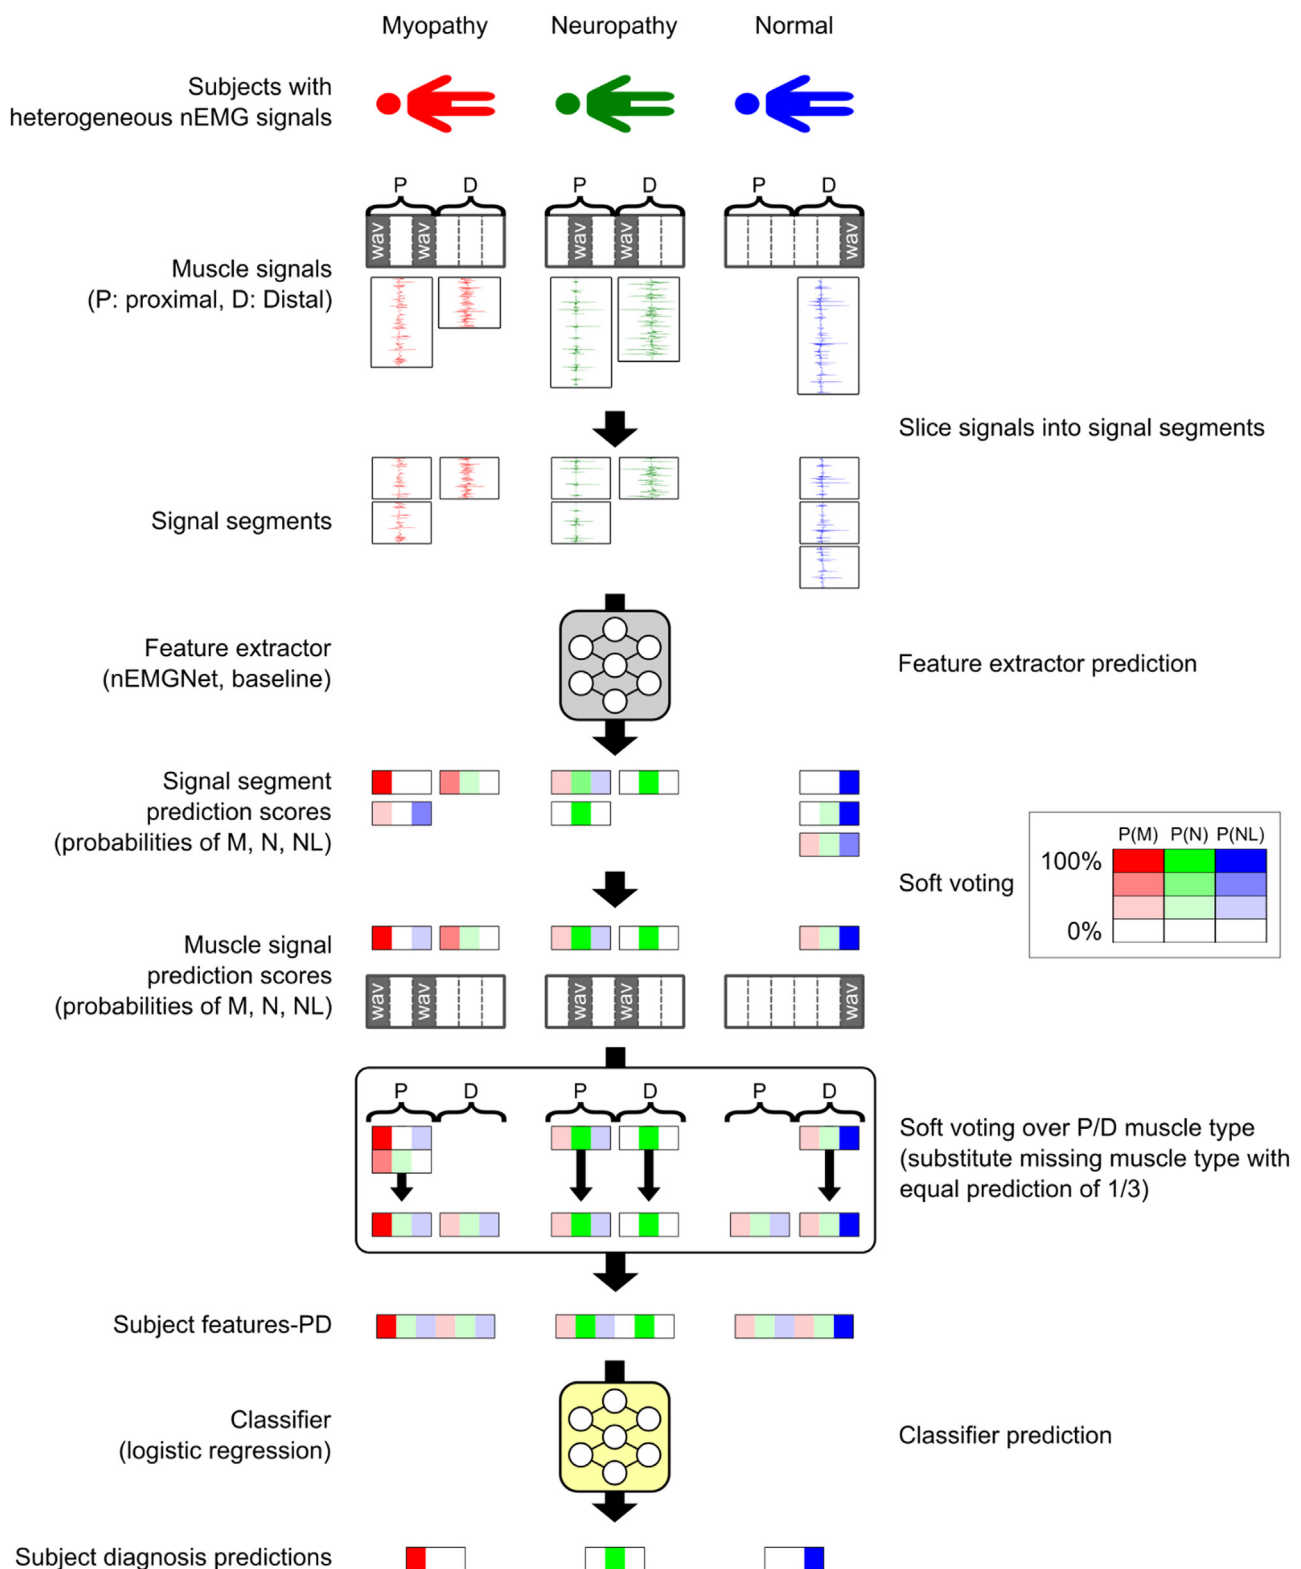 Myopathy Neuropathy Normal
Subjects with
heterogeneous nEMG signals
P D P D P D
wav wav wav wav wav
Muscle signals
(P: proximal, D: Distal)
Slice signals into signal segments
Signal segments
Feature extractor
(nEMGNet, baseline)
Feature extractor prediction
Signal segment
prediction scores
(probabilities of M, N, NL)
Soft voting
P(M) P(N) P(NL)
100%
0%
Muscle signal
prediction scores
(probabilities of M, N, NL)
wav wav wav wav wav
P D P D P D
Soft voting over P/D muscle type
(substitute missing muscle type with
equal prediction of 1/3)
Subject features-PD
Classifier
(logistic regression)
Classifier prediction
Subject diagnosis predictions